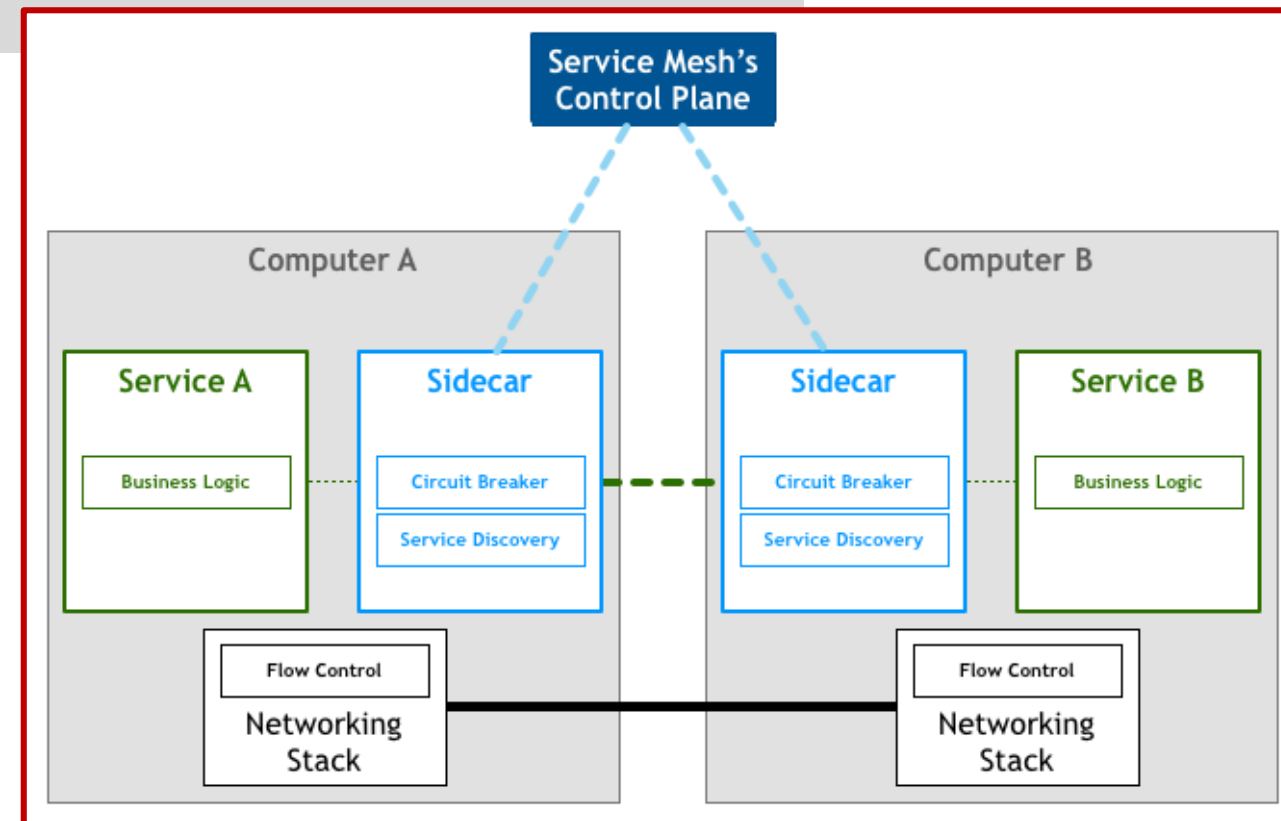 Service Mesh's
Control Plane
Computer A
Computer B
Service A
Sidecar
Sidecar
Service B
Business Logic
Circuit Breaker
Circuit Breaker
Business Logic
Service Discovery
Service Discovery
Flow Control
Flow Control
Networking
Stack
Networking
Stack